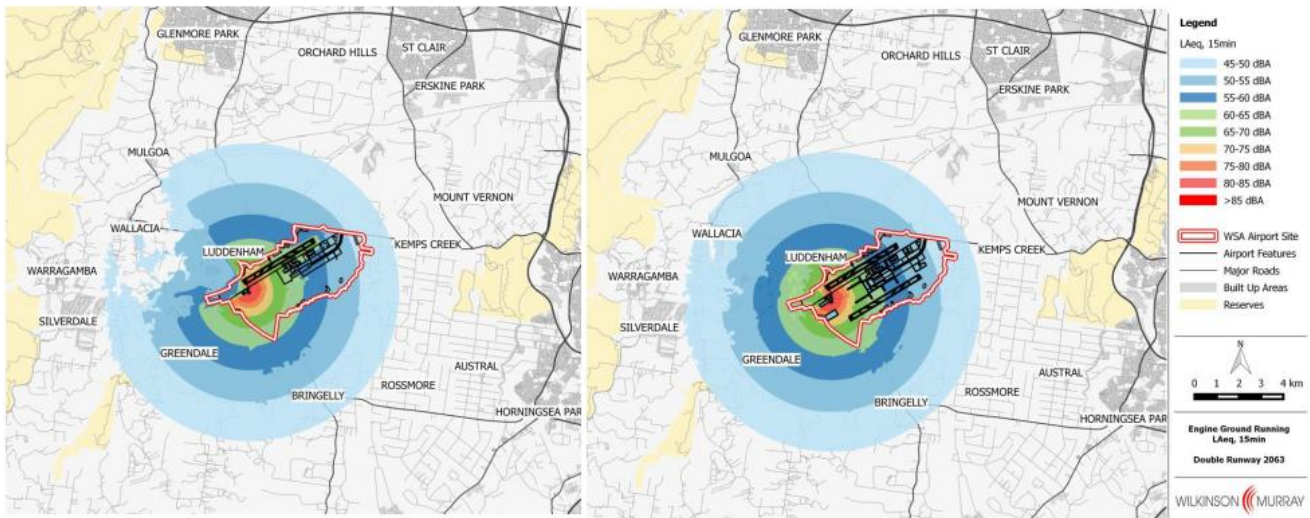 GLENMORE PARK
ORCHARD HILLS
ST CLAIR
ERSKINE PARK
MULGOA
MOUNT VERNON
WALLACIA
LUDDENHAM
KEMPS CREEK
WARRAGAMBA
SILVERDALE
GREENDALE
AUSTRAL
ROSSMORE
BRINGELLY
HORNINGSEA PAR
GLENMORE PARK
ORCHARD HILLS
ST CLAIR
ERSKINE PARK
MULGOA
MOUNT VERNON
WALLACIA
KEMPS CREEK
LUDDENHAM
WARRAGAMBA
SILVERDALE
GREENDALE
AUSTRAL
ROSSMORE
BRINGELLY
HORNINGSEA PAR
Legend
LAeq, 15min
45-50 dBA
50-55 dBA
55-60 dBA
60-65 dBA
65-70 dBA
70-75 dBA
75-80 dBA
80-85 dBA
>85 dBA
WSA Airport Site
Airport Features
Major Roads
Built Up Areas
Reserves
N
0 1 2 3 4 km
Engine Ground Running
LAeq, 15min
Double Runway 2063
WILKINSON MURRAY